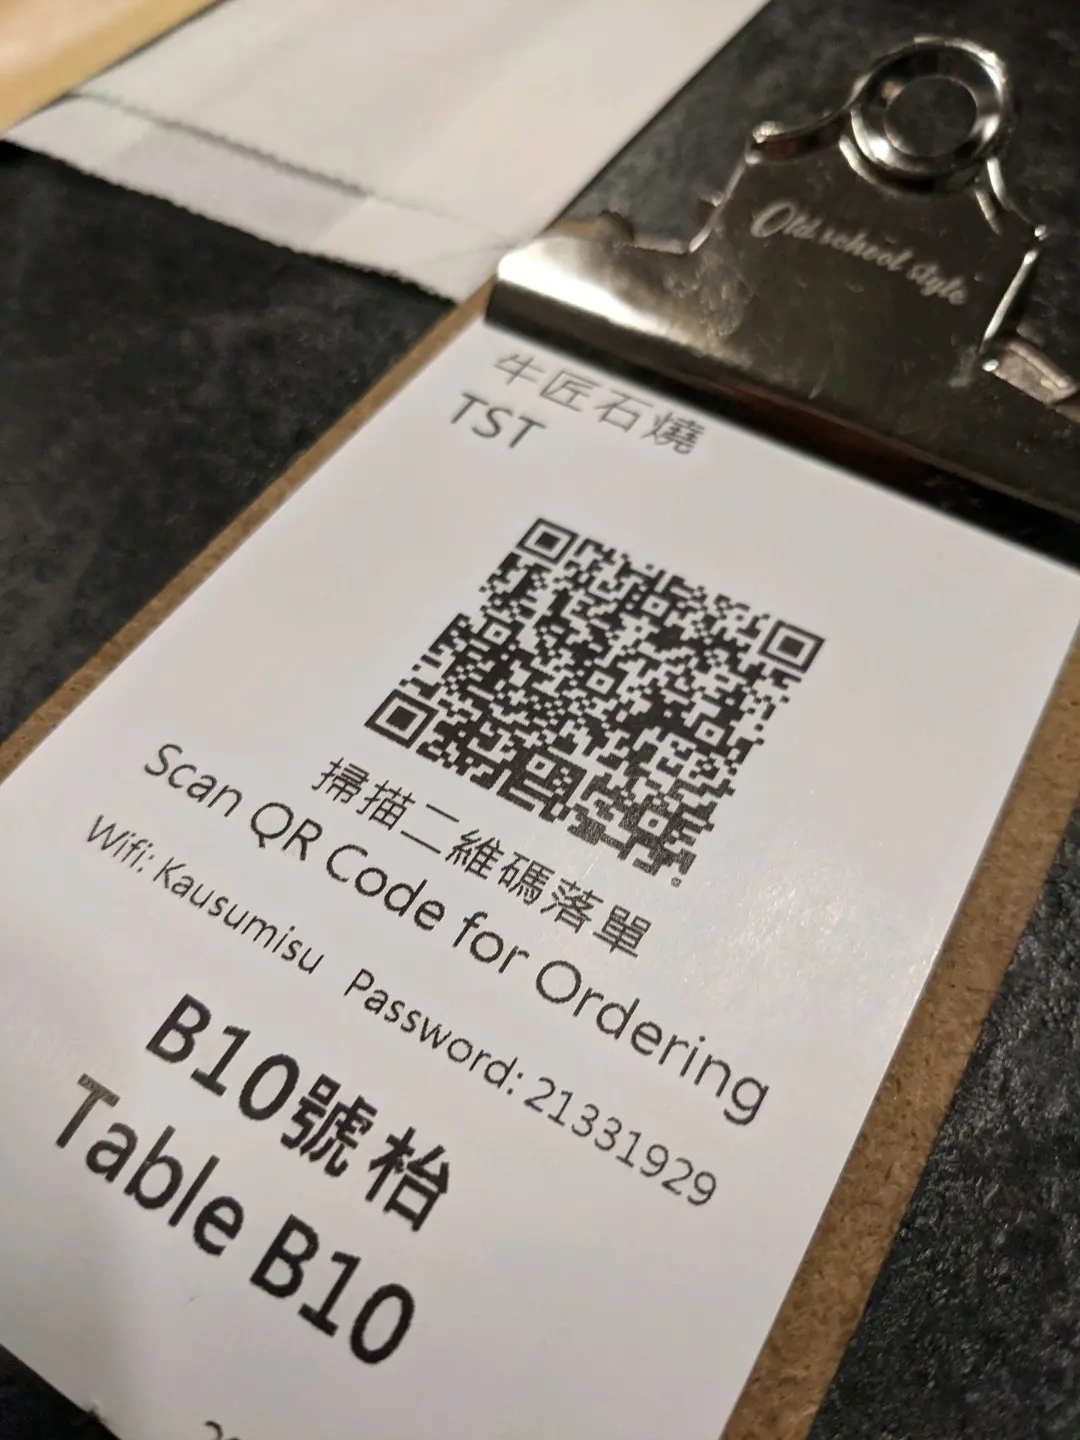 Old school style
牛匠石燒
TST
掃描二維碼落單
Scan QR Code for Ordering
Wifi: Kausumisu Password: 21331929
B10號枱
Table B10